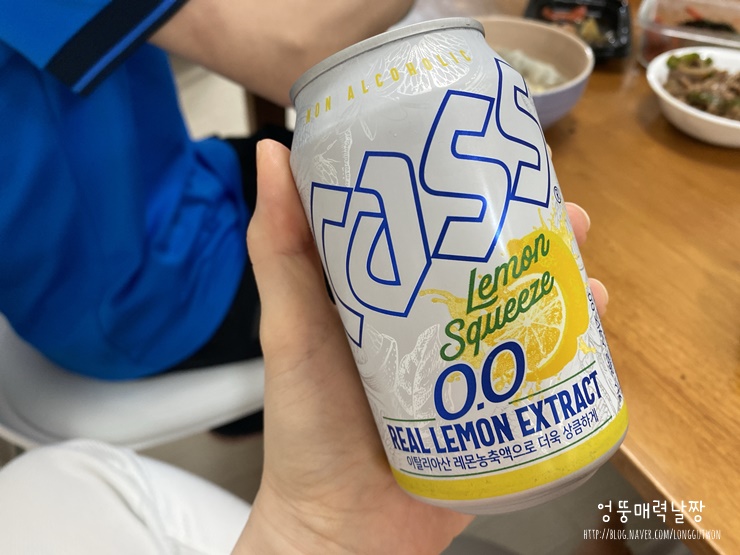 NON ALCOHOLIC
Cass
Lemon
Squeeze
0.0
REAL LEMON EXTRACT
이탈리아산 레몬농축액으로 더욱 상큼하게
엉뚱매력날짱
HTTP://BLOG.NAVER.COM/LONGGUTWON